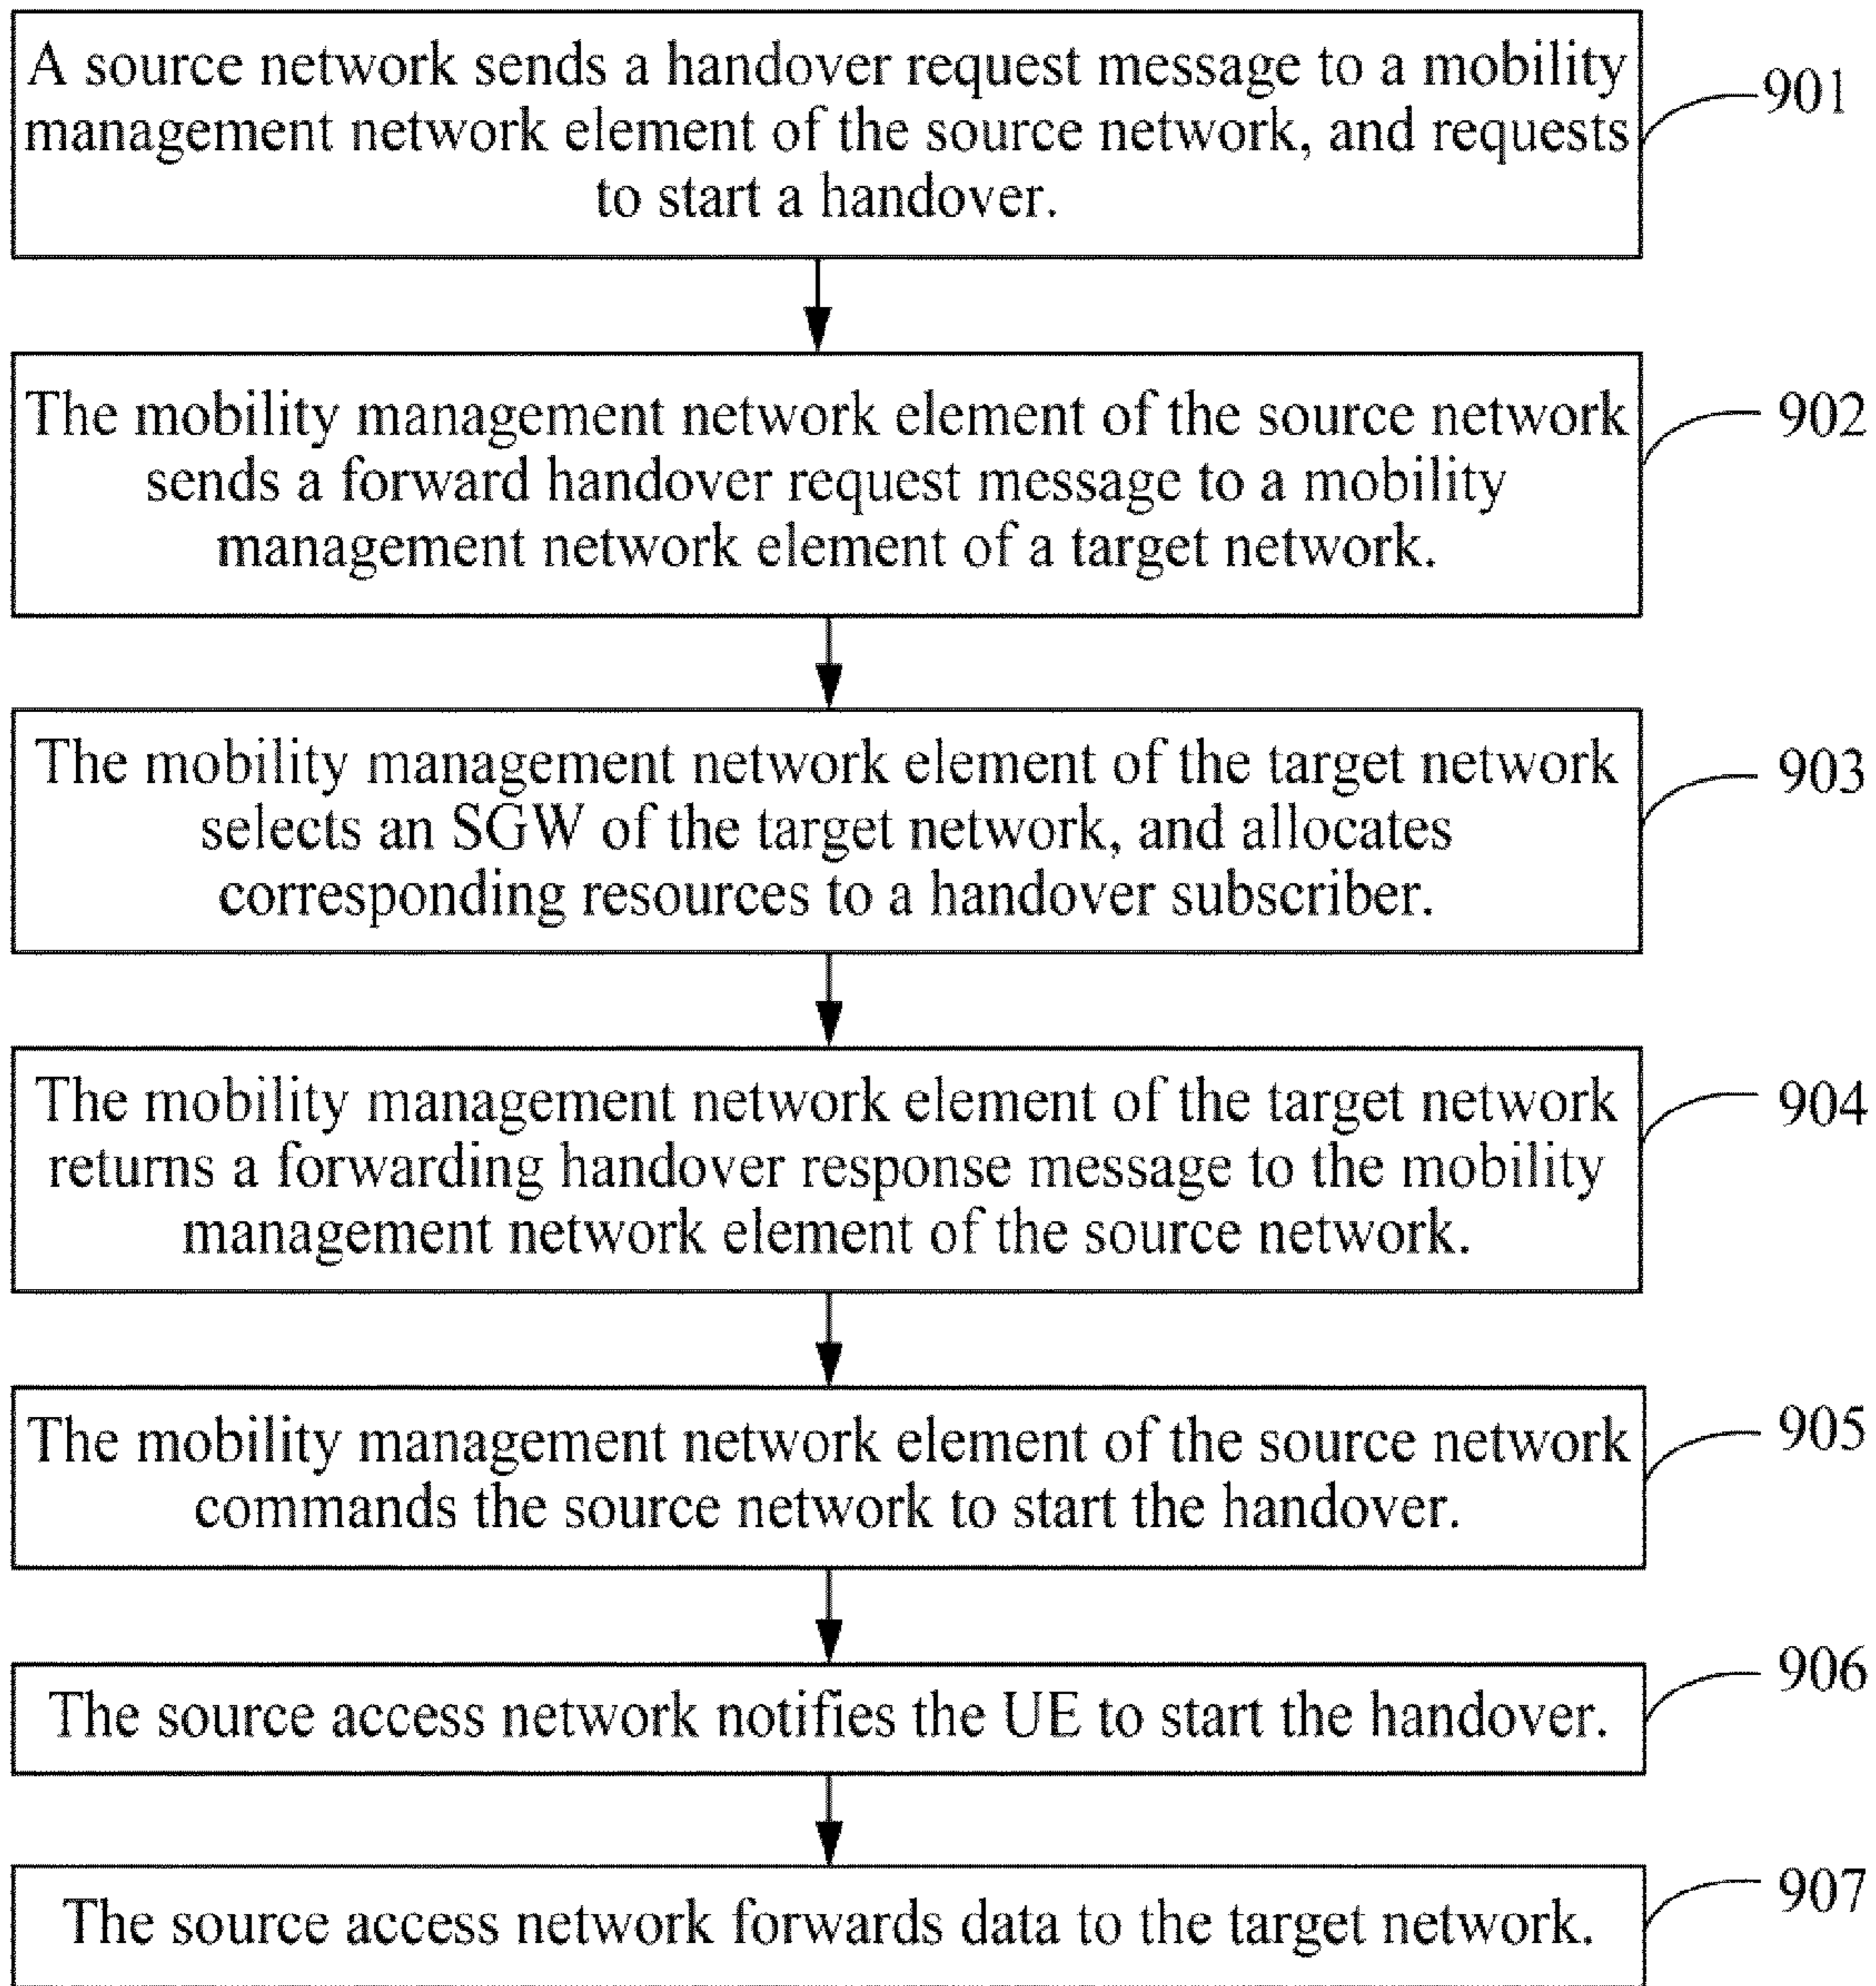 A source network sends a handover request message to a mobility
management network element of the source network, and requests
to start a handover.
901
The mobility management network element of the source network
sends a forward handover request message to a mobility
management network element of a target network.
902
The mobility management network element of the target network
selects an SGW of the target network, and allocates
corresponding resources to a handover subscriber.
903
The mobility management network element of the target network
returns a forwarding handover response message to the mobility
management network element of the source network.
904
The mobility management network element of the source network
commands the source network to start the handover.
905
The source access network notifies the UE to start the handover.
906
The source access network forwards data to the target network.
907